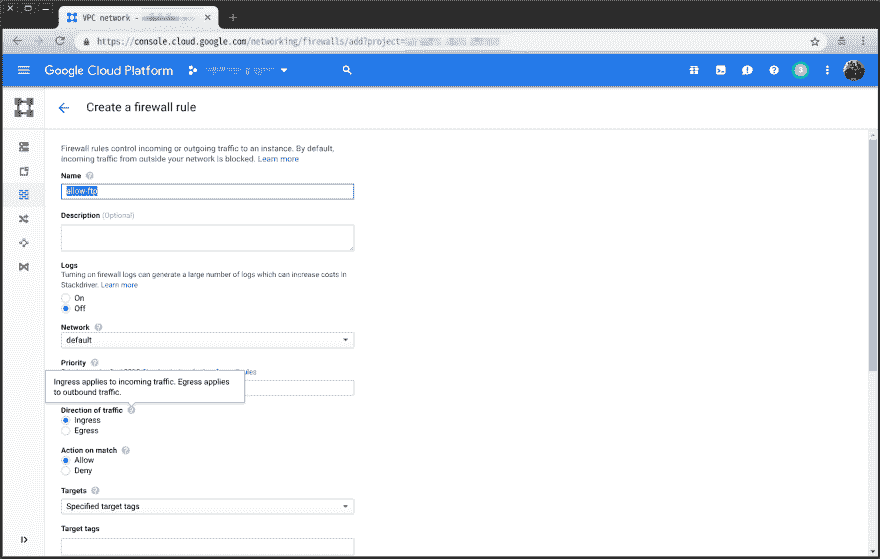 VPC network -
https://console.cloud.google.com/networking/firewalls/add?project=
Google Cloud Platform
3
Create a firewall rule
Firewall rules control incoming or outgoing traffic to an instance. By default,
incoming traffic from outside your network is blocked. Learn more
Name
allow-ftp
Description (Optional)
Logs
Turning on firewall logs can generate a large number of logs which can increase costs in
Stackdriver. Learn more
On
Off
Network
default
Priority
Ingress applies to incoming traffic. Egress applies
to outbound traffic.
Direction of traffic
Ingress
Egress
Action on match
Allow
Deny
Targets
Specified target tags
Target tags